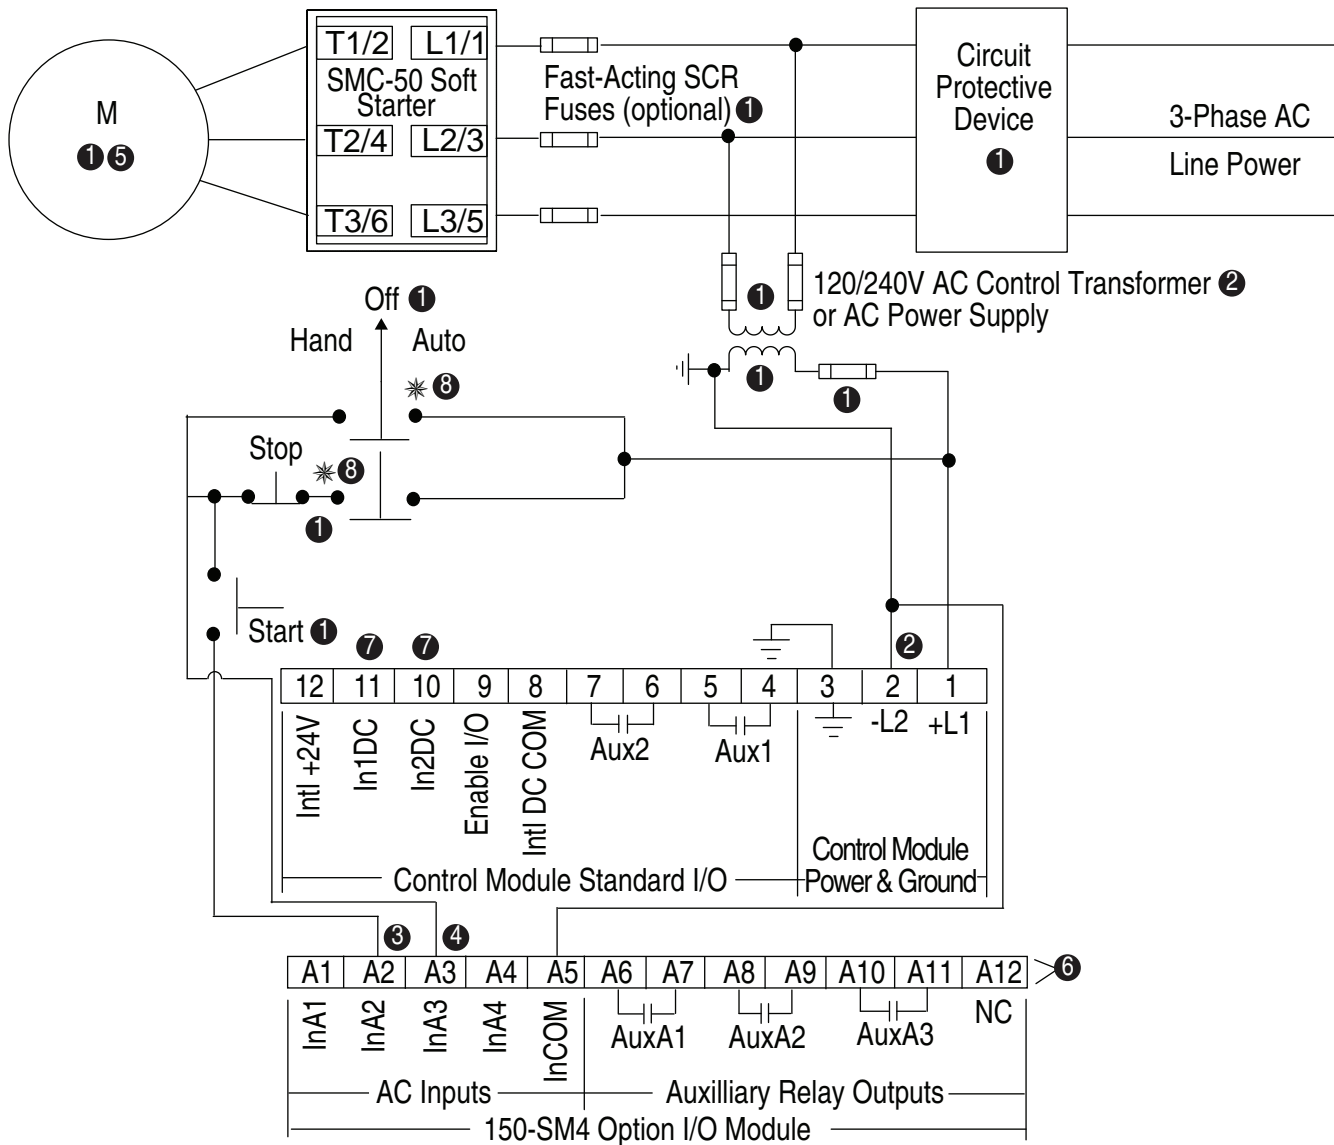 T1/2 L1/1
SMC-50 Soft
Starter
T2/4 L2/3
T3/6 L3/5
M
❶ ❺
Fast-Acting SCR
Fuses (optional) ❶
Circuit
Protective
Device
❶
3-Phase AC
Line Power
120/240V AC Control Transformer ❷
or AC Power Supply
❶
❶
❶
Off ❶
Hand Auto
❽
Stop
❽
❶
Start ❶
❼ ❼ ❷
12 11 10 9 8 7 6 5 4 3 2 1
Intl +24V
In1DC
In2DC
Enable I/O
Intl DC COM
Aux2
Aux1
-L2
+L1
Control Module Standard I/O
Control Module
Power & Ground
❸ ❹
A1 A2 A3 A4 A5 A6 A7 A8 A9 A10 A11 A12 ❻
InA1
InA2
InA3
InA4
InCOM
AuxA1
AuxA2
AuxA3
NC
AC Inputs
Auxilliary Relay Outputs
150-SM4 Option I/O Module